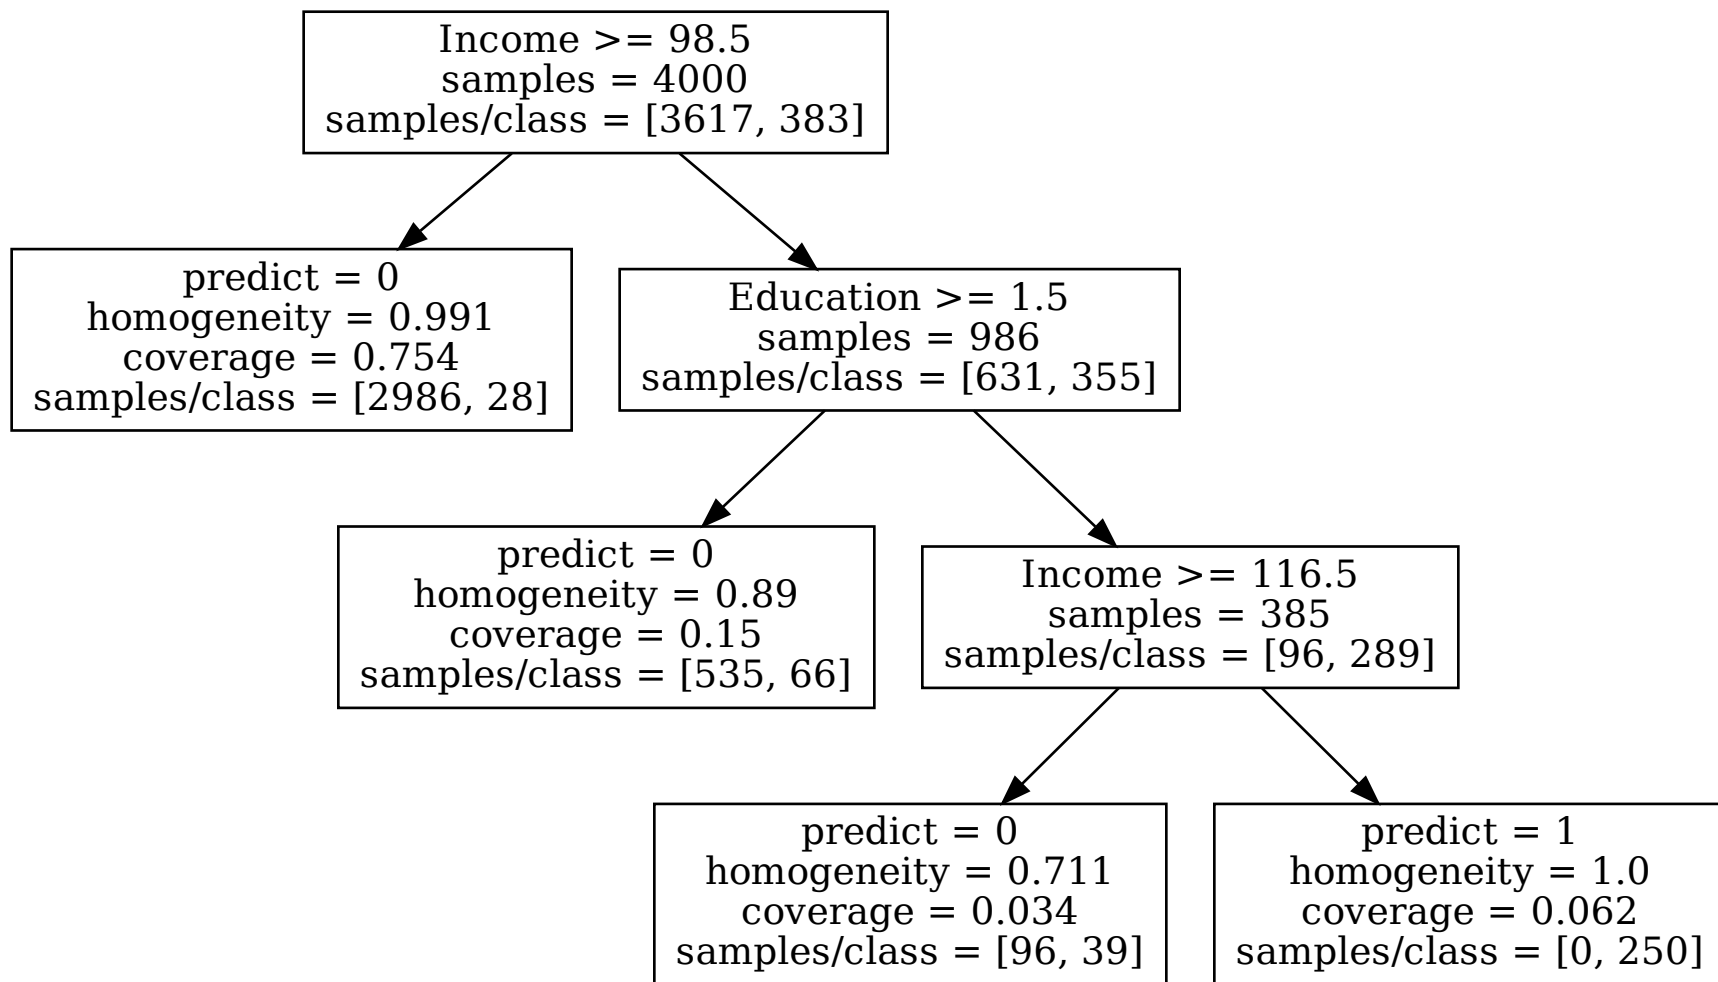 Income >= 98.5
samples = 4000
samples/class = [3617, 383]
predict = 0
homogeneity = 0.991
coverage = 0.754
samples/class = [2986, 28]
Education >= 1.5
samples = 986
samples/class = [631, 355]
predict = 0
homogeneity = 0.89
coverage = 0.15
samples/class = [535, 66]
Income >= 116.5
samples = 385
samples/class = [96, 289]
predict = 0
homogeneity = 0.711
coverage = 0.034
samples/class = [96, 39]
predict = 1
homogeneity = 1.0
coverage = 0.062
samples/class = [0, 250]